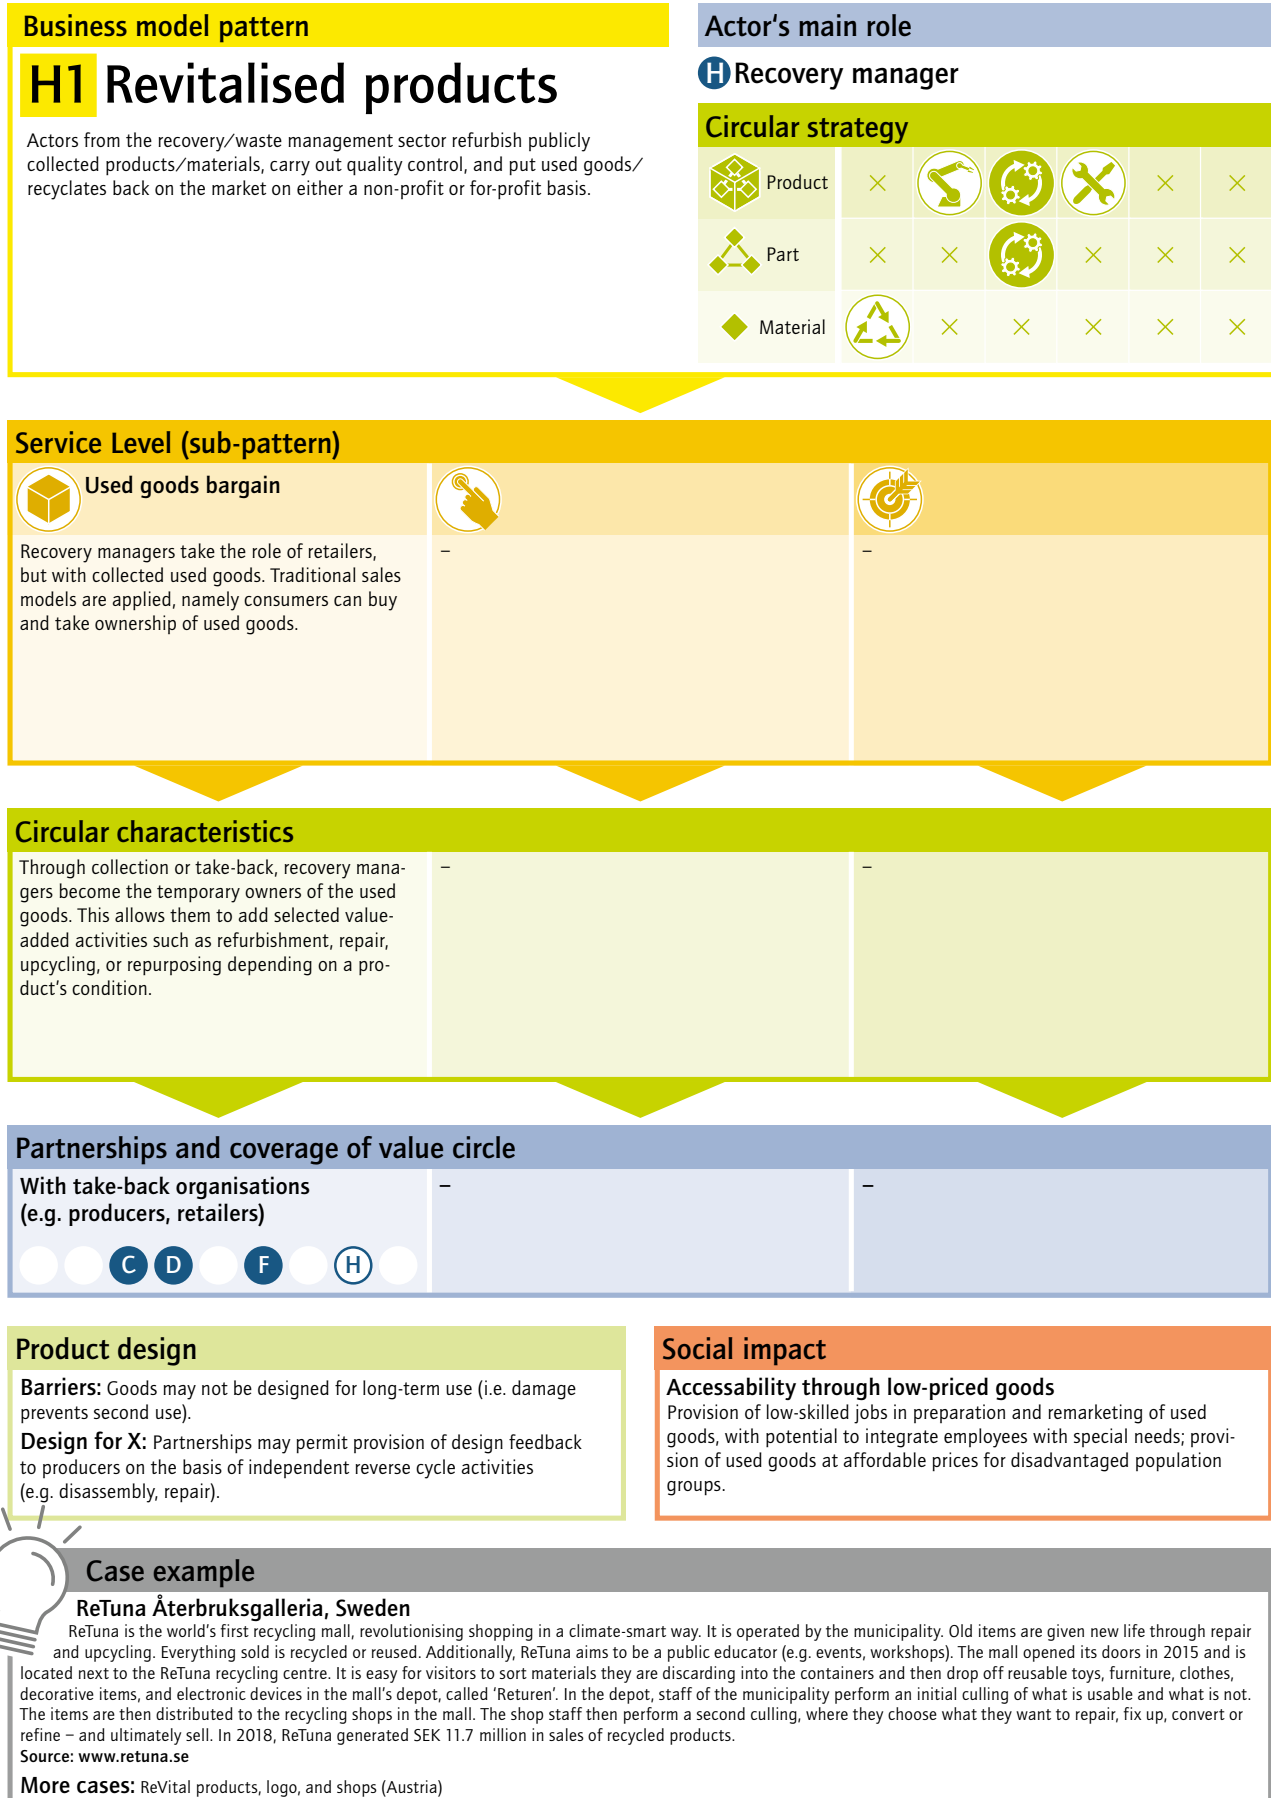 Business model pattern
H1 Revitalised products
Actors from the recovery/waste management sector refurbish publicly
collected products/materials, carry out quality control, and put used goods/
recyclates back on the market on either a non-profit or for-profit basis.
Actor's main role
H Recovery manager
Circular strategy
Product
Part
Material
Service Level (sub-pattern)
Used goods bargain
Recovery managers take the role of retailers,
but with collected used goods. Traditional sales
models are applied, namely consumers can buy
and take ownership of used goods.
–
–
Circular characteristics
Through collection or take-back, recovery mana-
gers become the temporary owners of the used
goods. This allows them to add selected value-
added activities such as refurbishment, repair,
upcycling, or repurposing depending on a pro-
duct's condition.
–
–
Partnerships and coverage of value circle
With take-back organisations
(e.g. producers, retailers)
C D F H
–
–
Product design
Barriers: Goods may not be designed for long-term use (i.e. damage
prevents second use).
Design for X: Partnerships may permit provision of design feedback
to producers on the basis of independent reverse cycle activities
(e.g. disassembly, repair).
Social impact
Accessability through low-priced goods
Provision of low-skilled jobs in preparation and remarketing of used
goods, with potential to integrate employees with special needs; provi-
sion of used goods at affordable prices for disadvantaged population
groups.
Case example
ReTuna Återbruksgalleria, Sweden
ReTuna is the world's first recycling mall, revolutionising shopping in a climate-smart way. It is operated by the municipality. Old items are given new life through repair
and upcycling. Everything sold is recycled or reused. Additionally, ReTuna aims to be a public educator (e.g. events, workshops). The mall opened its doors in 2015 and is
located next to the ReTuna recycling centre. It is easy for visitors to sort materials they are discarding into the containers and then drop off reusable toys, furniture, clothes,
decorative items, and electronic devices in the mall's depot, called 'Returen'. In the depot, staff of the municipality perform an initial culling of what is usable and what is not.
The items are then distributed to the recycling shops in the mall. The shop staff then perform a second culling, where they choose what they want to repair, fix up, convert or
refine – and ultimately sell. In 2018, ReTuna generated SEK 11.7 million in sales of recycled products.
Source: www.retuna.se
More cases: ReVital products, logo, and shops (Austria)